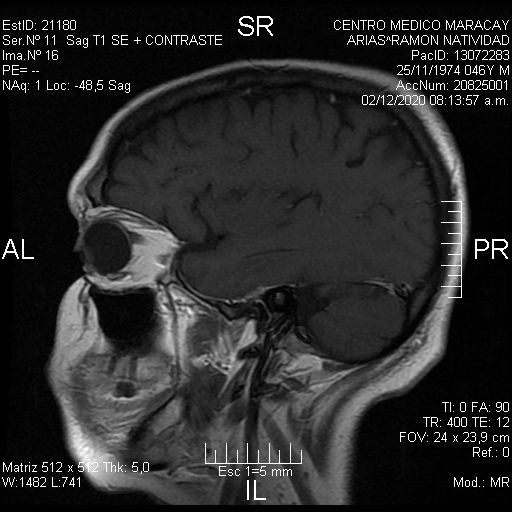 EstID: 21180
Ser.Nº 11 Sag T1 SE + CONTRASTE
Ima.Nº 16
PE= --
NAq: 1 Loc: -48,5 Sag
SR
CENTRO MEDICO MARACAY
ARIAS^RAMON NATIVIDAD
PacID: 13072283
25/11/1974 046Y M
AccNum: 20825001
02/12/2020 08:13:57 a.m.
AL
PR
TI: 0 FA: 90
TR: 400 TE: 12
FOV: 24 x 23,9 cm
Ref.: 0
Mod.: MR
Matriz 512 x 512 Thk: 5,0
W:1482 L:741
Esc 1=5 mm
IL